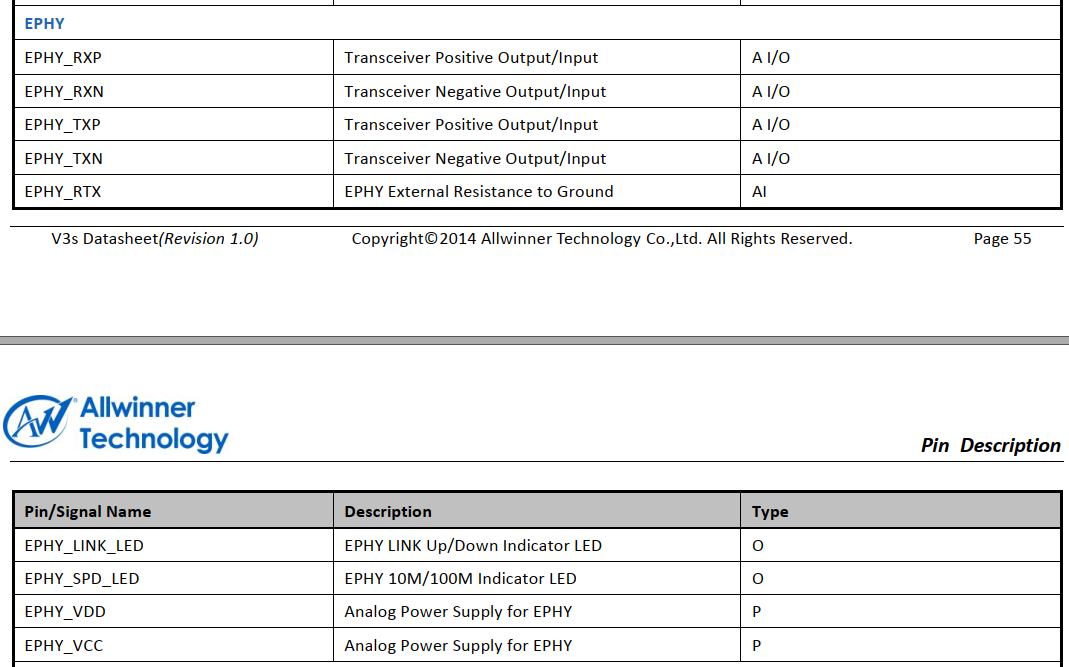 EPHY
EPHY_RXP Transceiver Positive Output/Input A I/O
EPHY_RXN Transceiver Negative Output/Input A I/O
EPHY_TXP Transceiver Positive Output/Input A I/O
EPHY_TXN Transceiver Negative Output/Input A I/O
EPHY_RTX EPHY External Resistance to Ground AI
V3s Datasheet(Revision 1.0) Copyright©2014 Allwinner Technology Co.,Ltd. All Rights Reserved. Page 55
AW® Allwinner
Technology
Pin Description
Pin/Signal Name Description Type
EPHY_LINK_LED EPHY LINK Up/Down Indicator LED O
EPHY_SPD_LED EPHY 10M/100M Indicator LED O
EPHY_VDD Analog Power Supply for EPHY P
EPHY_VCC Analog Power Supply for EPHY P